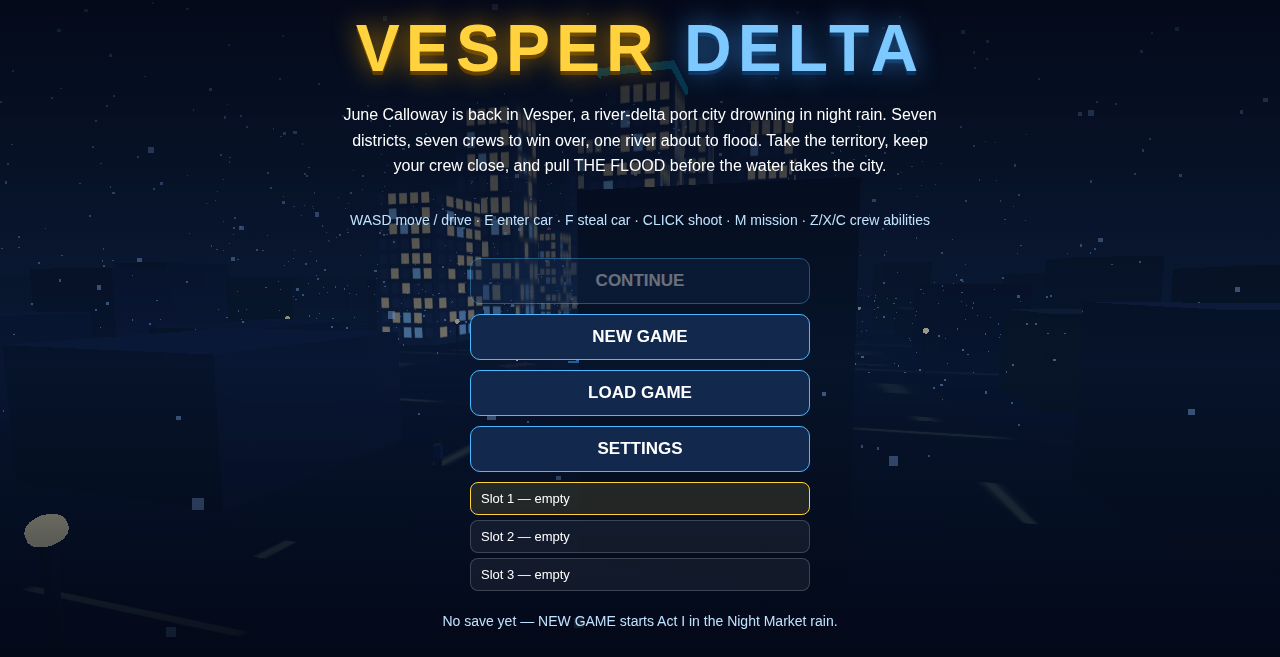 VESPER DELTA
June Calloway is back in Vesper, a river-delta port city drowning in night rain. Seven
districts, seven crews to win over, one river about to flood. Take the territory, keep
your crew close, and pull THE FLOOD before the water takes the city.
WASD move / drive · E enter car · F steal car · CLICK shoot · M mission · Z/X/C crew abilities
CONTINUE
NEW GAME
LOAD GAME
SETTINGS
Slot 1 — empty
Slot 2 — empty
Slot 3 — empty
No save yet — NEW GAME starts Act I in the Night Market rain.